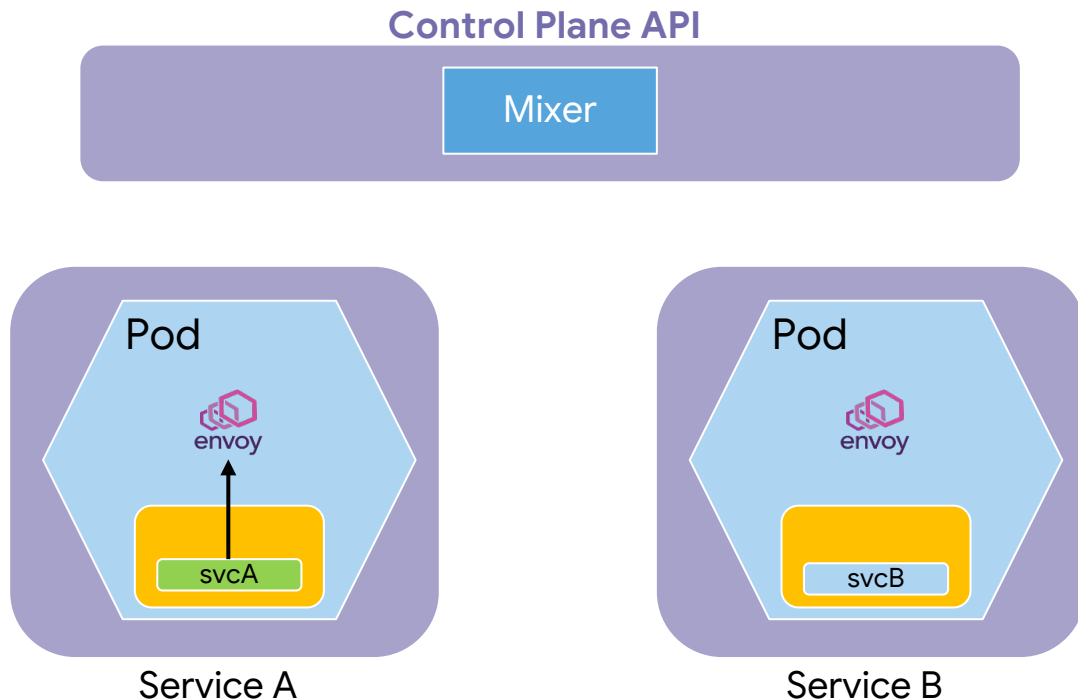 Control Plane API
Mixer
Pod
envoy
svcA
Service A
Pod
envoy
svcB
Service B